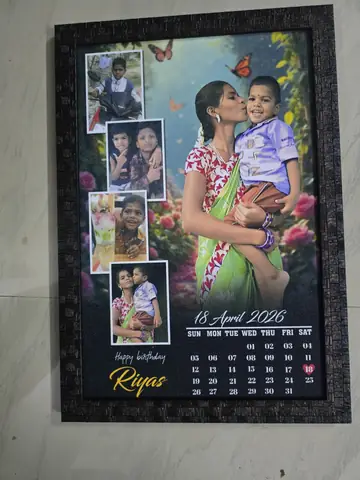 18 April 2026
SUN MON TUE WED THU FRI SAT
01 02 03 04
05 06 07 08 09 10 11
12 13 14 15 16 17 18
19 20 21 22 23 24 25
26 27 28 29 30 31
Happy birthday
Riyas